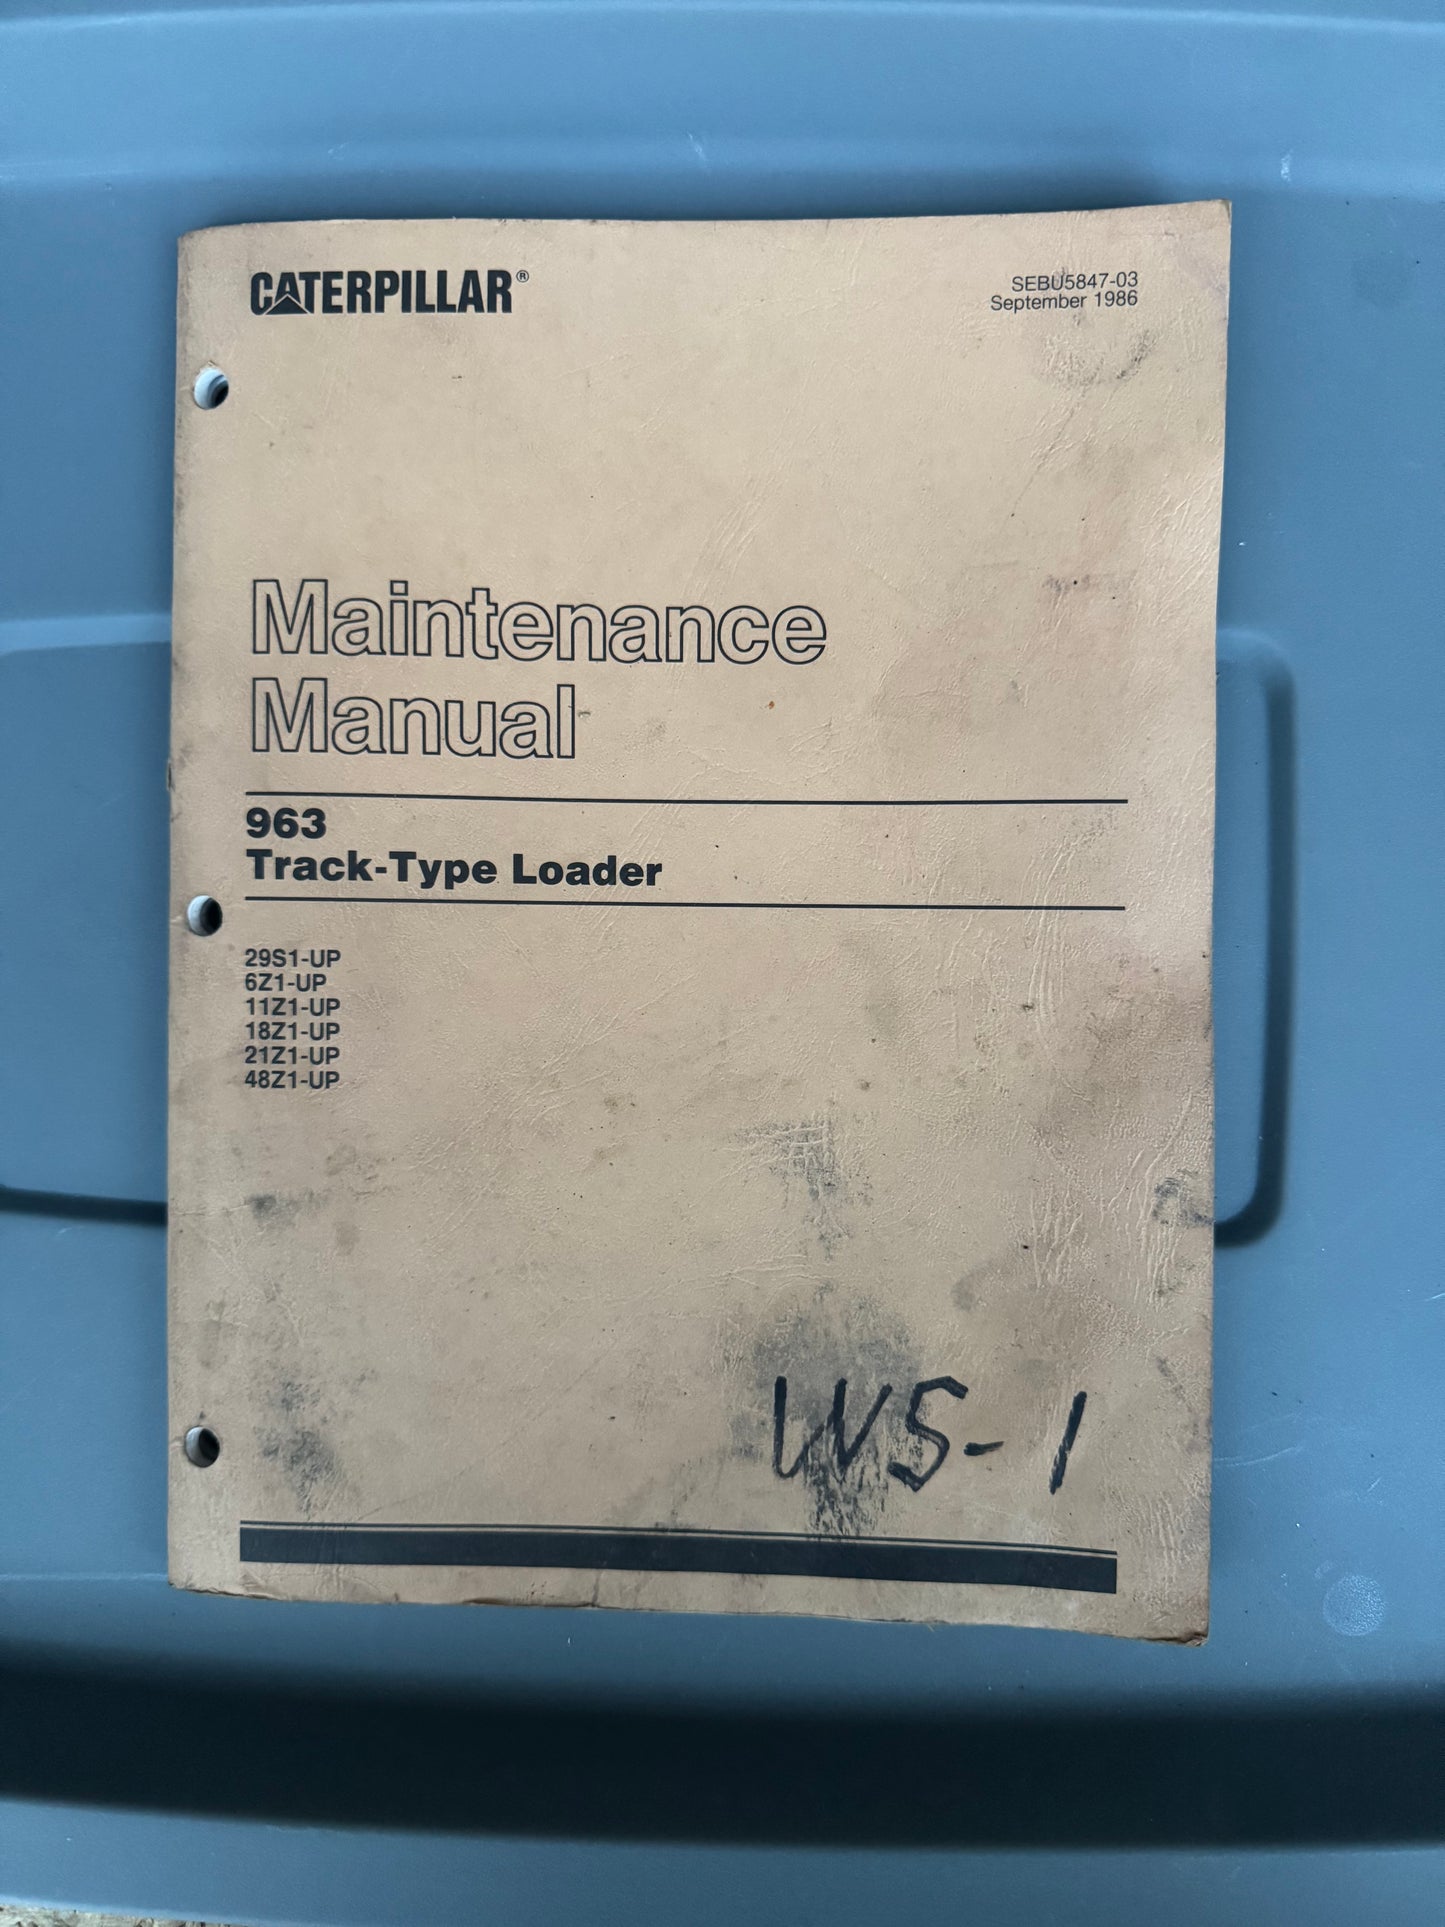 CATERPILLAR®
SEBU5847-03
September 1986
Maintenance
Manual
963
Track-Type Loader
29S1-UP
6Z1-UP
11Z1-UP
18Z1-UP
21Z1-UP
48Z1-UP
WS-1